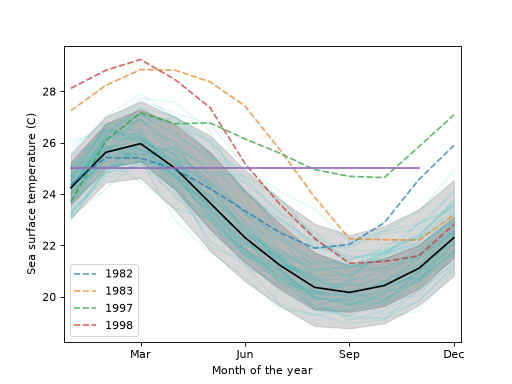 28
26
24
22
20
Sea surface temperature (C)
1982
1983
1997
1998
Mar
Jun
Sep
Dec
Month of the year